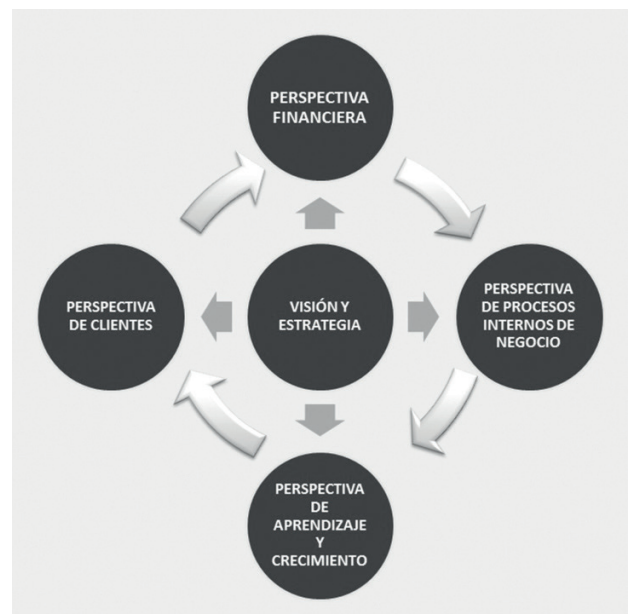 PERSPECTIVA
FINANCIERA
PERSPECTIVA
DE CLIENTES
VISIÓN Y
ESTRATEGIA
PERSPECTIVA
DE PROCESOS
INTERNOS DE
NEGOCIO
PERSPECTIVA
DE
APRENDIZAJE
Y
CRECIMIENTO